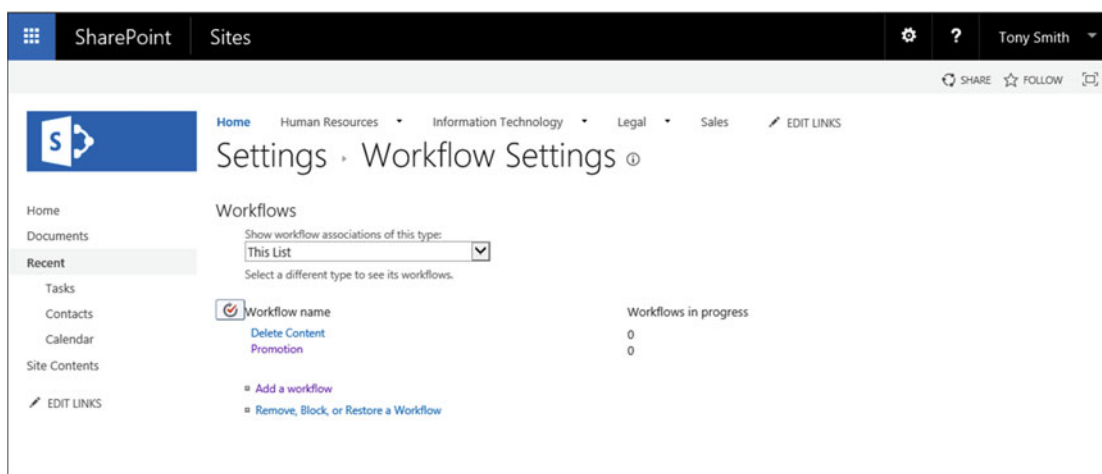 SharePoint Sites ? Tony Smith
SHARE FOLLOW
S
Home Human Resources Information Technology Legal Sales EDIT LINKS
Settings Workflow Settings
Home
Documents
Recent
Tasks
Contacts
Calendar
Site Contents
EDIT LINKS
Workflows
Show workflow associations of this type:
This List
Select a different type to see its workflows.
Workflow name Workflows in progress
Delete Content 0
Promotion 0
Add a workflow
Remove, Block, or Restore a Workflow